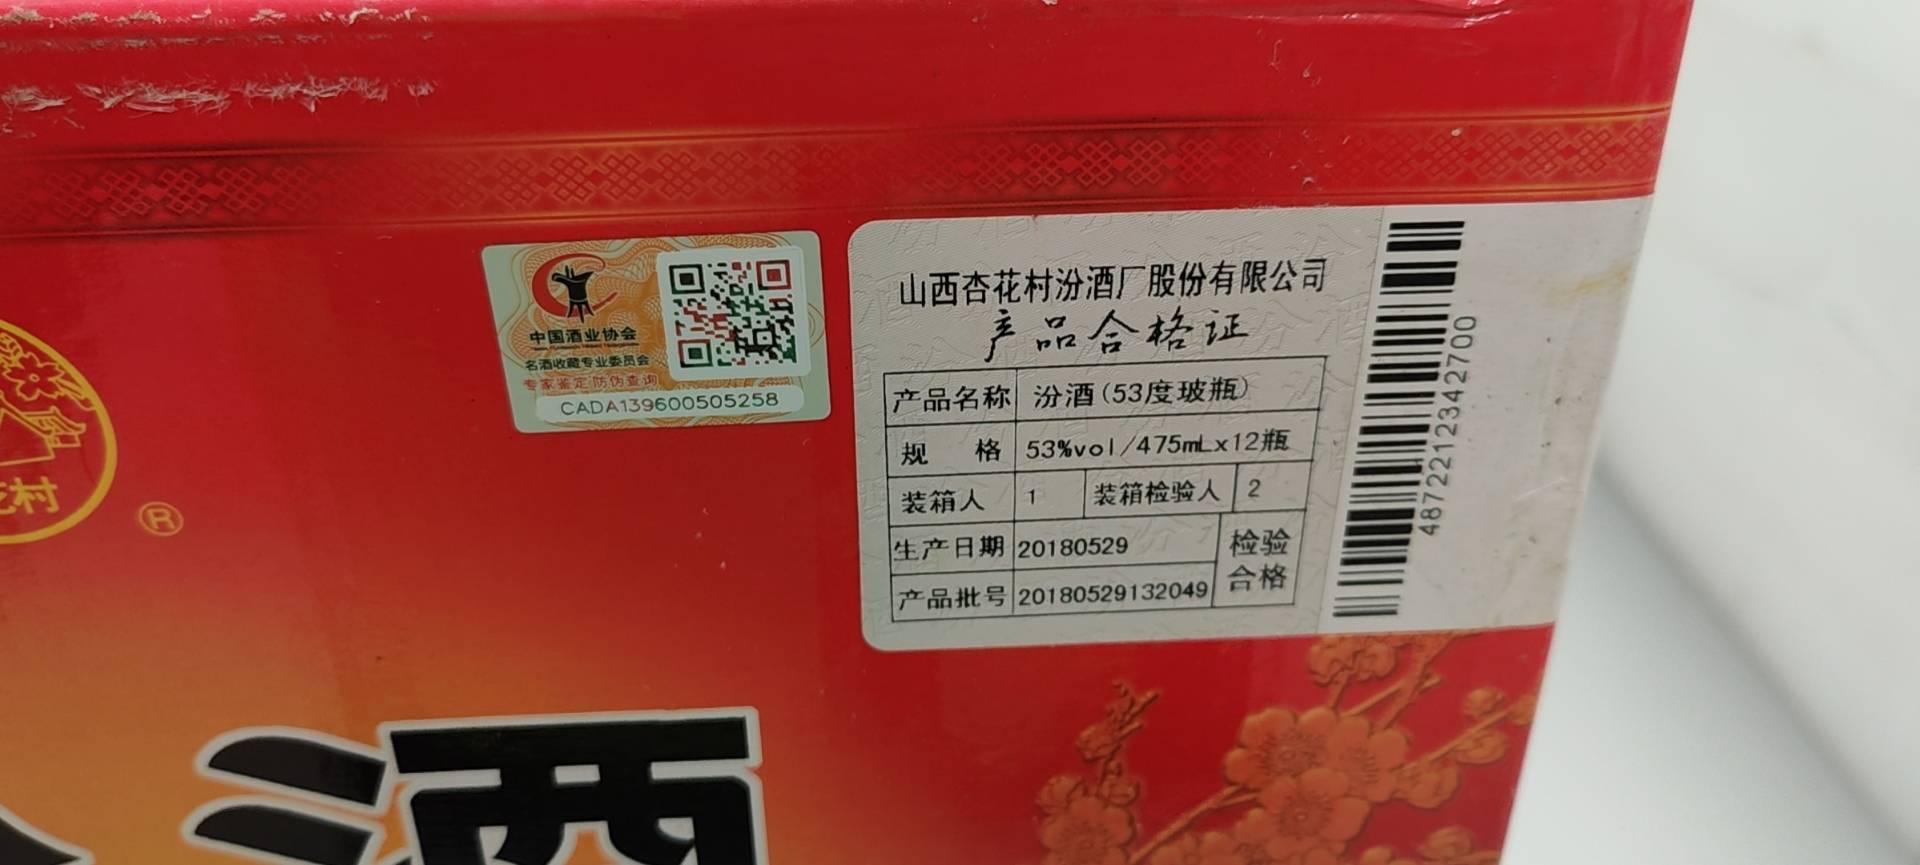 中国酒业协会
名酒收藏专业委员会
专家鉴定 防伪查询
CADA139600505258
山西杏花村汾酒厂股份有限公司
产品合格证
产品名称 汾酒(53度玻瓶)
规 格 53%vol/475mLx12瓶
装箱人 1 装箱检验人 2
生产日期 20180529 检验
产品批号 20180529132049 合格
4872212342700
花村
®
酒